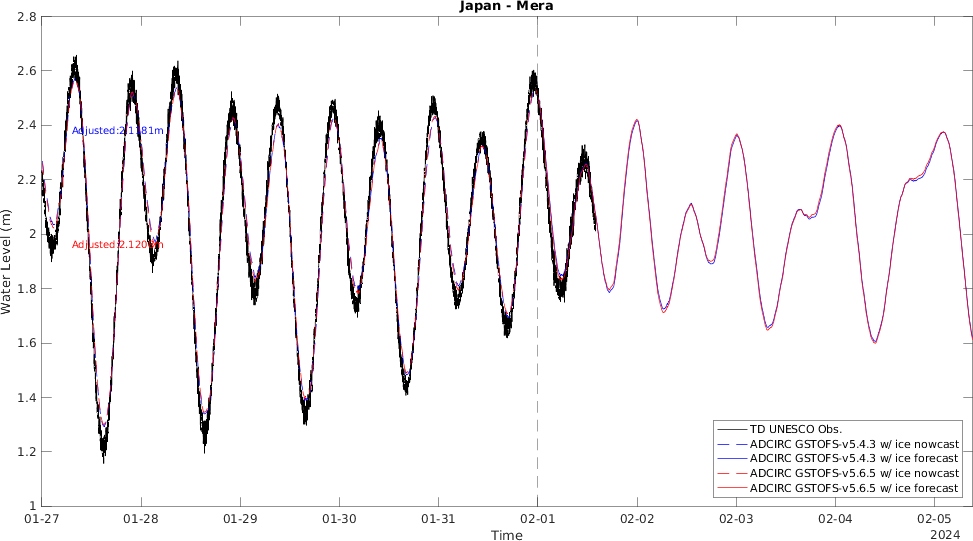 Japan - Mera
2.8
2.6
2.4
2.2
2
1.8
1.6
1.4
1.2
1
Water Level (m)
Adjusted:2.1181m
TD UNESCO Obs.
ADCIRC GSTOFS-v5.4.3 w/ ice nowcast
ADCIRC GSTOFS-v5.4.3 w/ ice forecast
ADCIRC GSTOFS-v5.6.5 w/ ice nowcast
ADCIRC GSTOFS-v5.6.5 w/ ice forecast
01-27 01-28 01-29 01-30 01-31 02-01 02-02 02-03 02-04 02-05
Time 2024